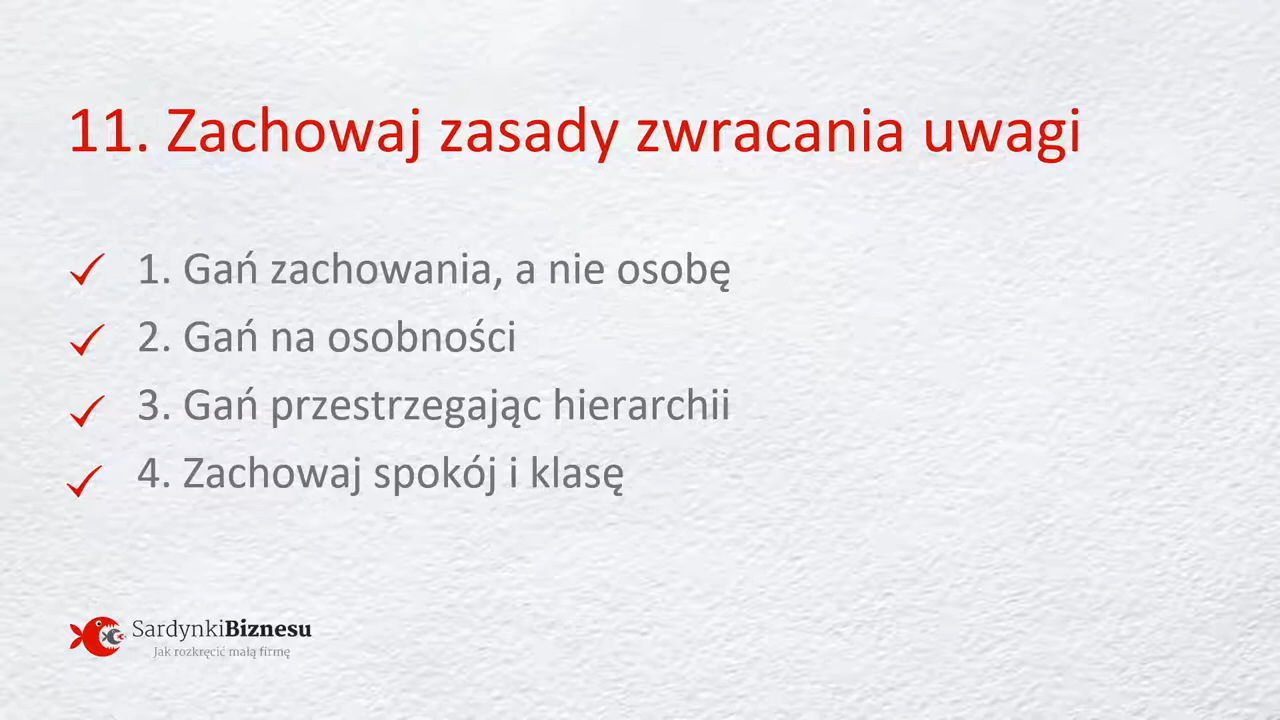 11. Zachowaj zasady zwracania uwagi
1. Gań zachowania, a nie osobę
2. Gań na osobności
3. Gań przestrzegając hierarchii
4. Zachowaj spokój i klasę
SardynkiBiznesu
Jak rozkręcić małą firmę